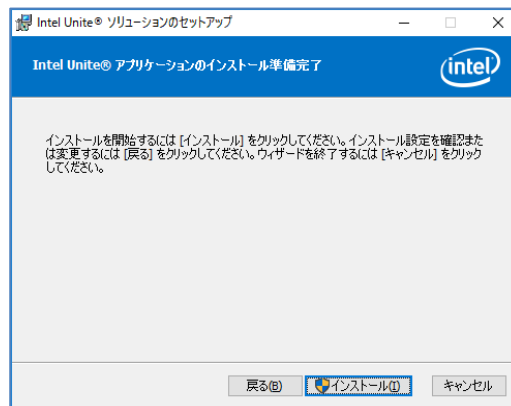 Intel Unite® ソリューションのセットアップ
Intel Unite® アプリケーションのインストール準備完了
intel
インストールを開始するには [インストール] をクリックしてください。インストール設定を確認また
は変更するには [戻る] をクリックしてください。ウィザードを終了するには [キャンセル] をクリック
してください。
戻る(B) インストール(I) キャンセル